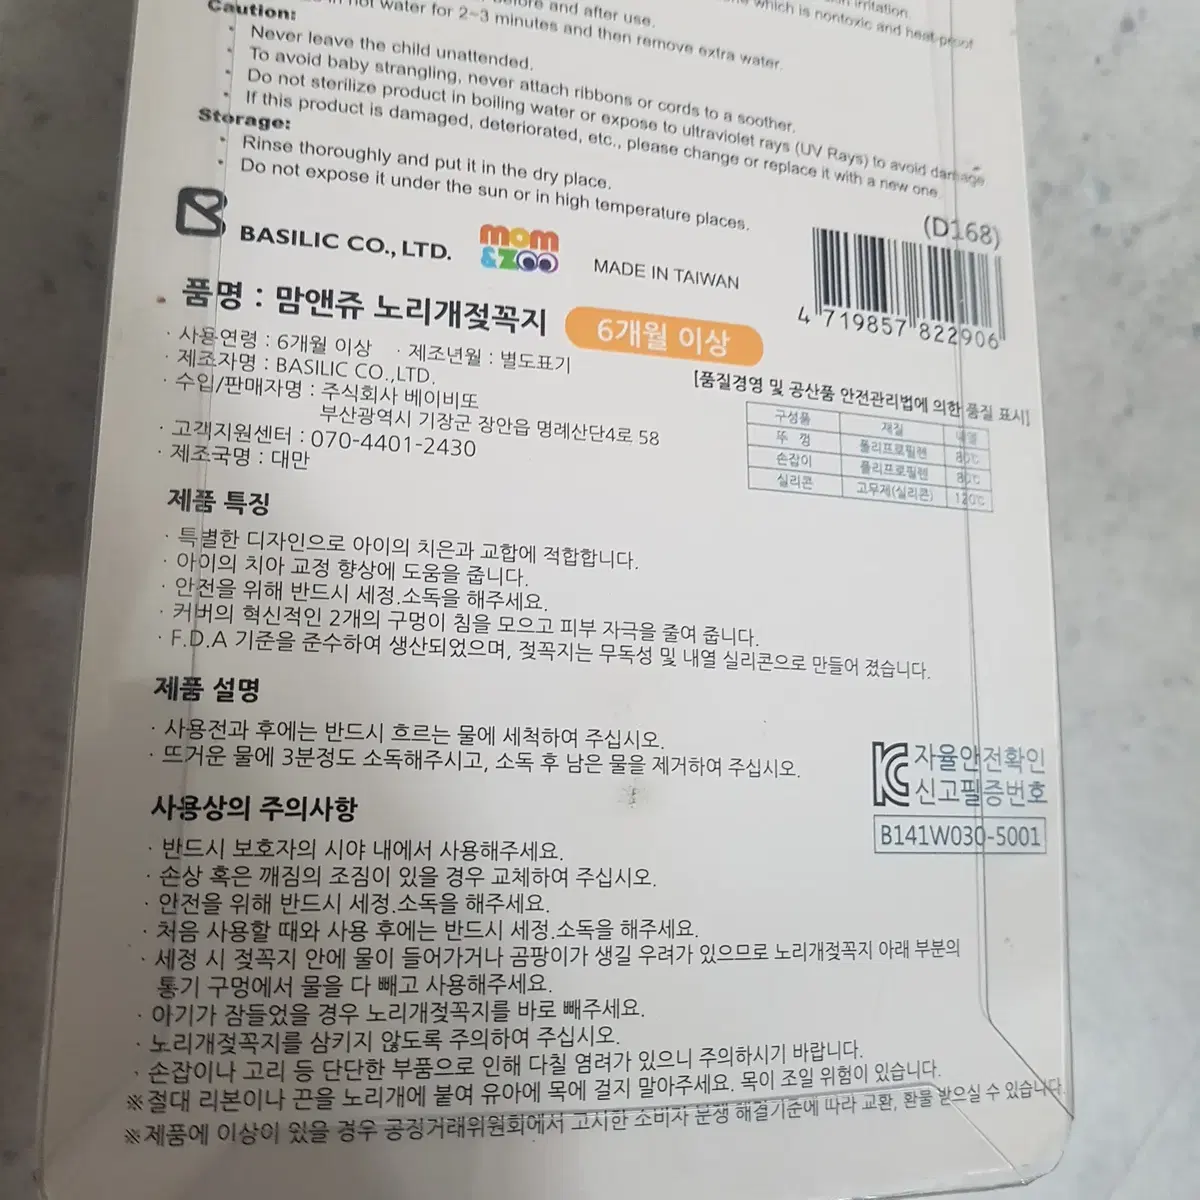 before and after use.
which is nontoxic and heat-proof
irritation.
hot water for 2~3 minutes and then remove extra water.
Caution:
· Never leave the child unattended.
· To avoid baby strangling, never attach ribbons or cords to a soother.
· Do not sterilize product in boiling water or expose to ultraviolet rays (UV Rays) to avoid damage.
· If this product is damaged, deteriorated, etc., please change or replace it with a new one.
Storage:
· Rinse thoroughly and put it in the dry place.
· Do not expose it under the sun or in high temperature places.
BASILIC CO., LTD.
mom
&zoo
MADE IN TAIWAN
(D168)
4 719857 822906
품명 : 맘앤쥬 노리개젖꼭지
6개월 이상
· 사용연령 : 6개월 이상 · 제조년월 : 별도표기
· 제조자명 : BASILIC CO.,LTD.
· 수입/판매자명 : 주식회사 베이비또
부산광역시 기장군 장안읍 명례산단4로 58
· 고객지원센터 : 070-4401-2430
· 제조국명 : 대만
[품질경영 및 공산품 안전관리법에 의한 품질 표시]
구성품 재질 내열
뚜 껑 폴리프로필렌 80℃
손잡이 폴리프로필렌 80℃
실리콘 고무제(실리콘) 120℃
제품 특징
· 특별한 디자인으로 아이의 치은과 교합에 적합합니다.
· 아이의 치아 교정 향상에 도움을 줍니다.
· 안전을 위해 반드시 세정.소독을 해주세요.
· 커버의 혁신적인 2개의 구멍이 침을 모으고 피부 자극을 줄여 줍니다.
· F.D.A 기준을 준수하여 생산되었으며, 젖꼭지는 무독성 및 내열 실리콘으로 만들어 졌습니다.
제품 설명
· 사용전과 후에는 반드시 흐르는 물에 세척하여 주십시오.
· 뜨거운 물에 3분정도 소독해주시고, 소독 후 남은 물을 제거하여 주십시오.
자율안전확인
신고필증번호
B141W030-5001
사용상의 주의사항
· 반드시 보호자의 시야 내에서 사용해주세요.
· 손상 혹은 깨짐의 조짐이 있을 경우 교체하여 주십시오.
· 안전을 위해 반드시 세정.소독을 해주세요.
· 처음 사용할 때와 사용 후에는 반드시 세정.소독을 해주세요.
· 세정 시 젖꼭지 안에 물이 들어가거나 곰팡이가 생길 우려가 있으므로 노리개젖꼭지 아래 부분의
통기 구멍에서 물을 다 빼고 사용해주세요.
· 아기가 잠들었을 경우 노리개젖꼭지를 바로 빼주세요.
· 노리개젖꼭지를 삼키지 않도록 주의하여 주십시오.
· 손잡이나 고리 등 단단한 부품으로 인해 다칠 염려가 있으니 주의하시기 바랍니다.
※절대 리본이나 끈을 노리개에 붙여 유아에 목에 걸지 말아주세요. 목이 조일 위험이 있습니다.
※제품에 이상이 있을 경우 공정거래위원회에서 고시한 소비자 분쟁 해결기준에 따라 교환, 환불 받으실 수 있습니다.